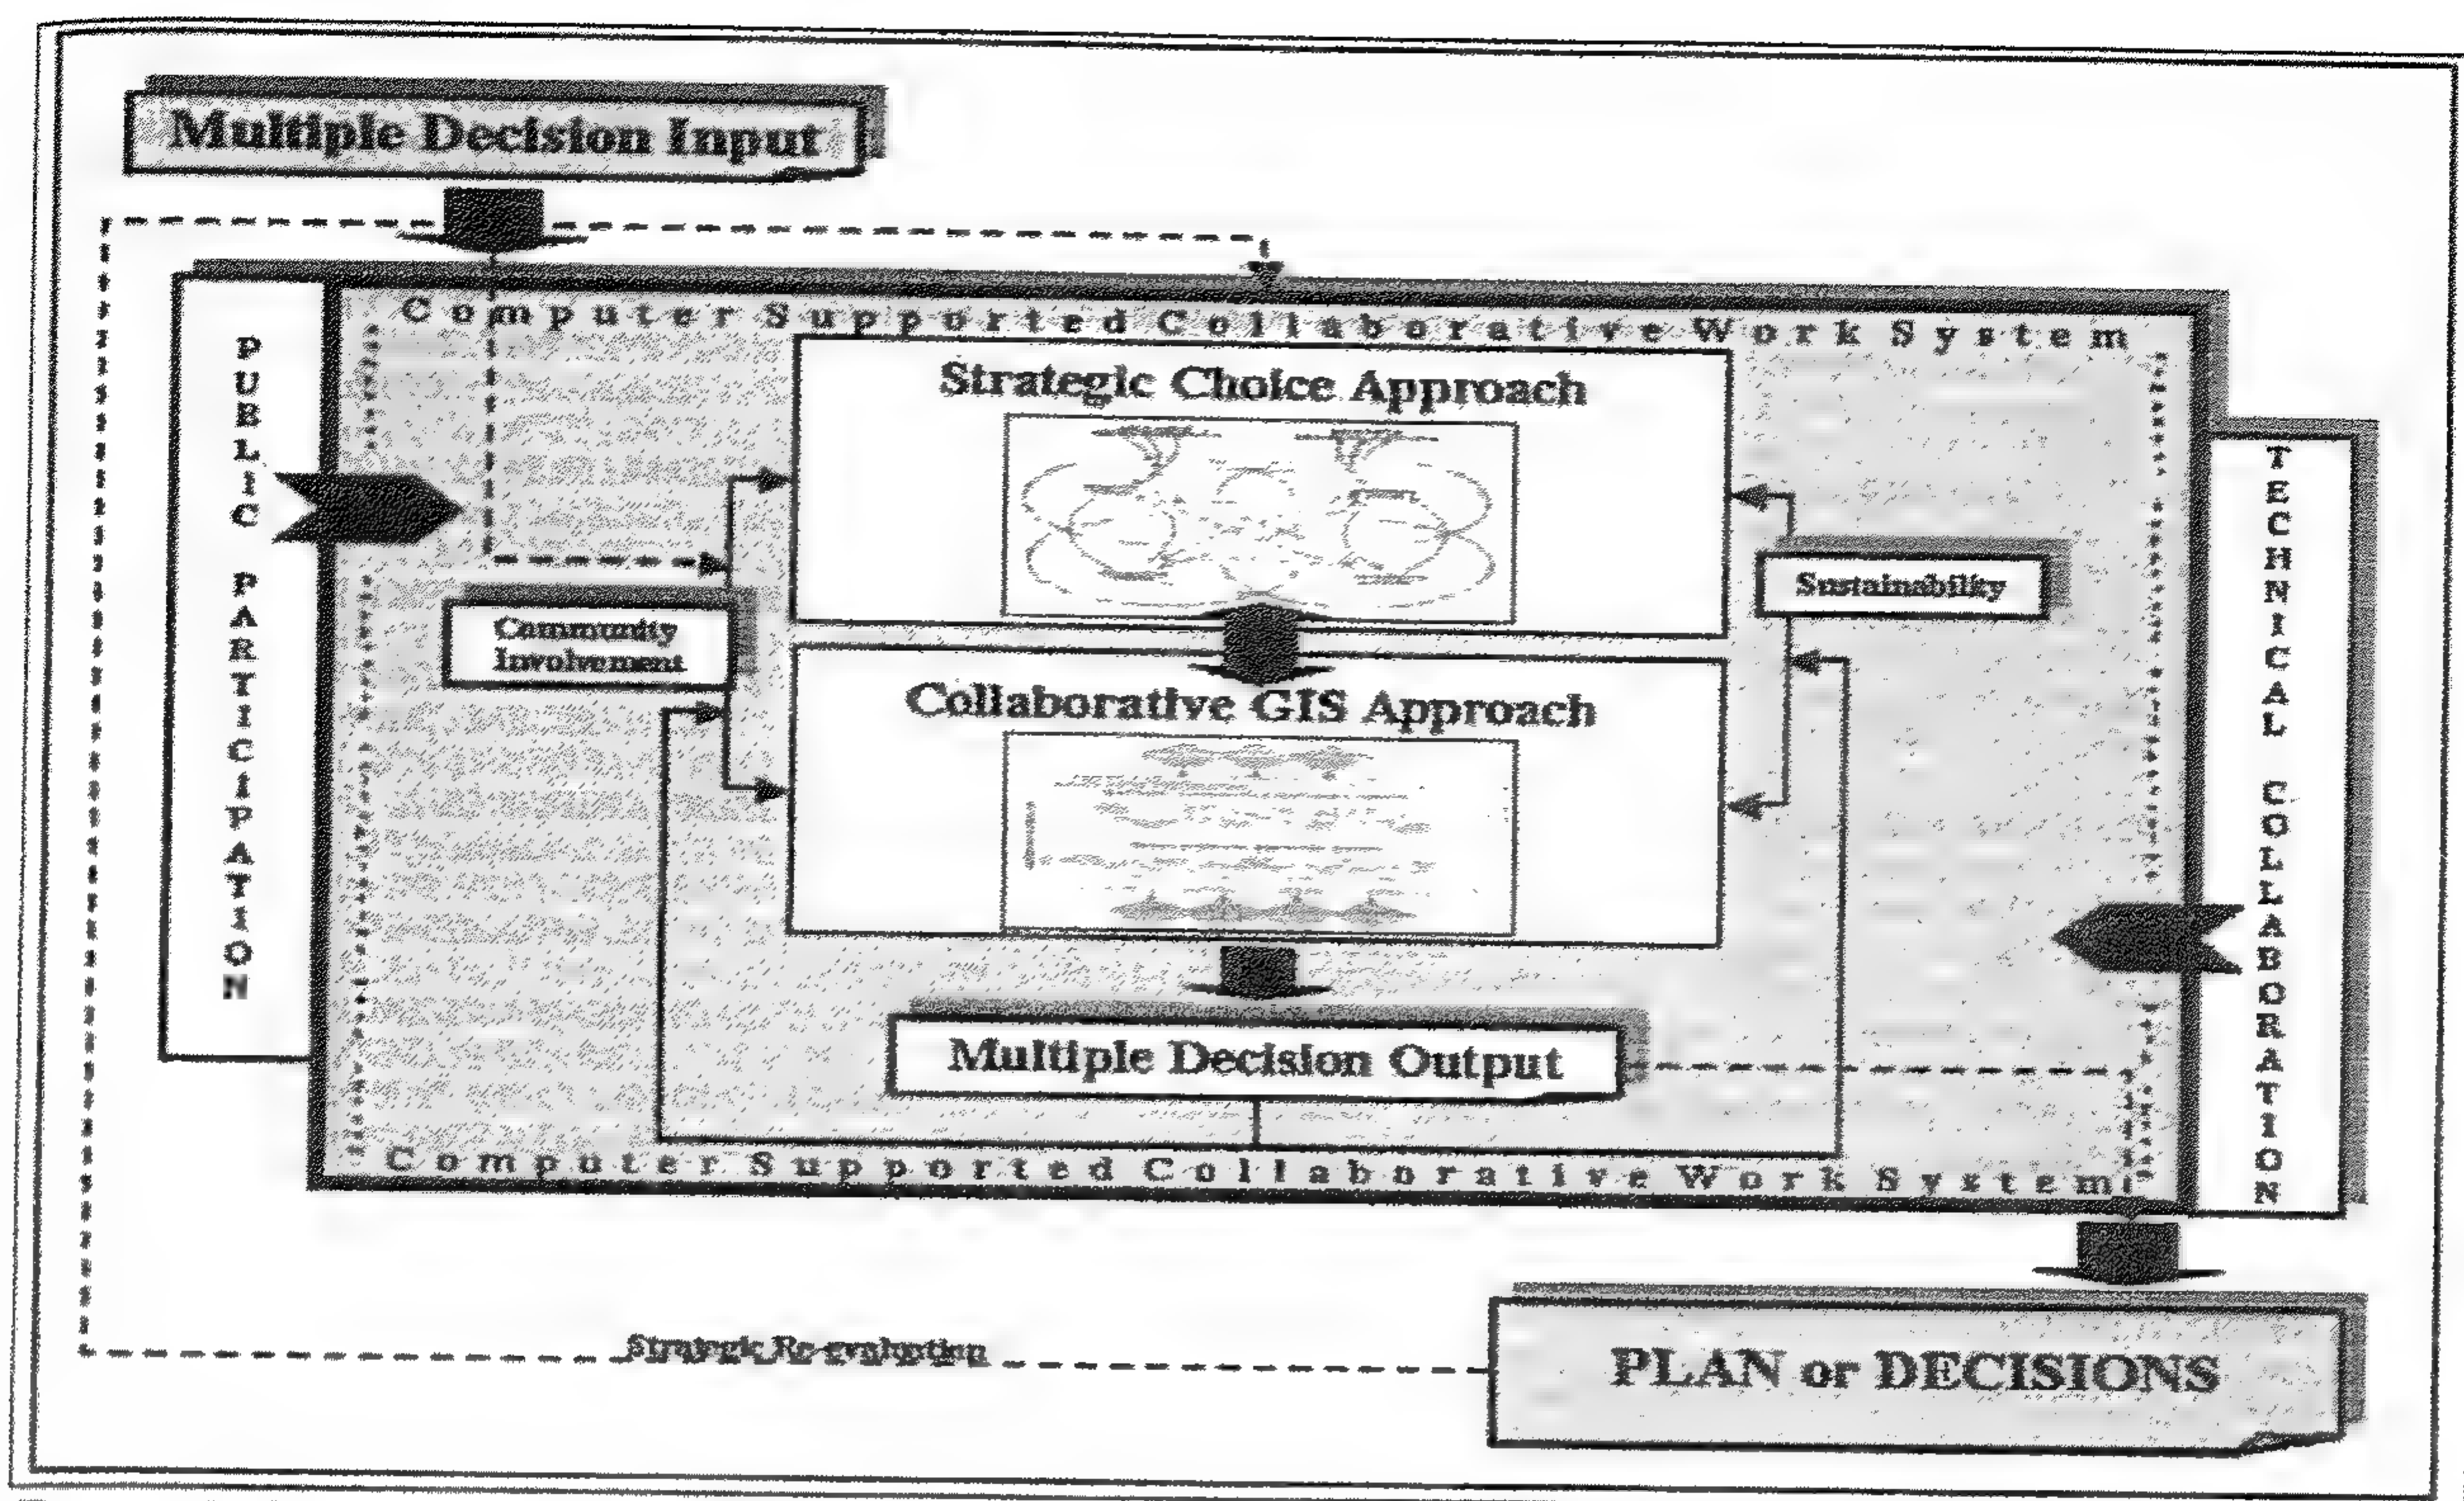 Multiple Decision Input
Computer Supported Collaborative Work System
Strategic Choice Approach
PUBLIC PARTICIPATION
TECHNICAL COLLABORATION
Sustainability
Community
Involvement
Collaborative GIS Approach
Multiple Decision Output
Computer Supported Collaborative Work System
Strategic Re-evaluation
PLAN or DECISIONS